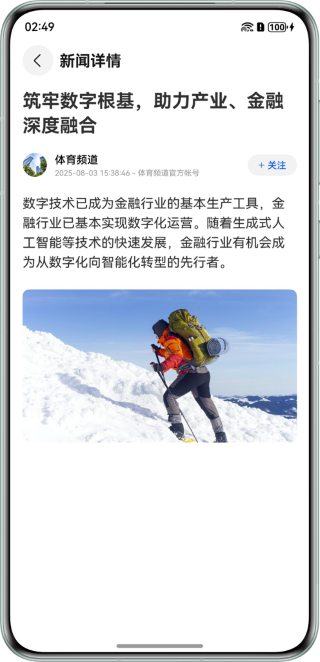 02:49
100
新闻详情
筑牢数字根基，助力产业、金融
深度融合
体育频道
2025-08-03 15:38:46 - 体育频道官方帐号
+ 关注
数字技术已成为金融行业的基本生产工具，金
融行业已基本实现数字化运营。随着生成式人
工智能等技术的快速发展，金融行业有机会成
为从数字化向智能化转型的先行者。